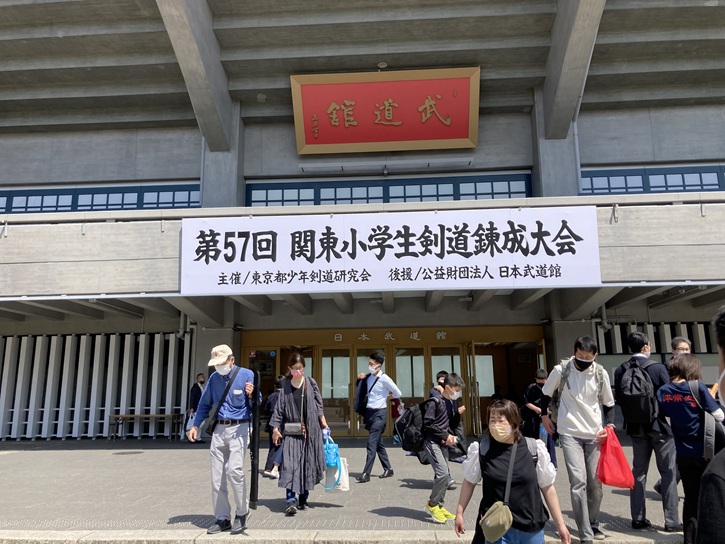 武道館
第57回 関東小学生剣道錬成大会
主催/東京都少年剣道研究会 後援/公益財団法人 日本武道館
日本武道館